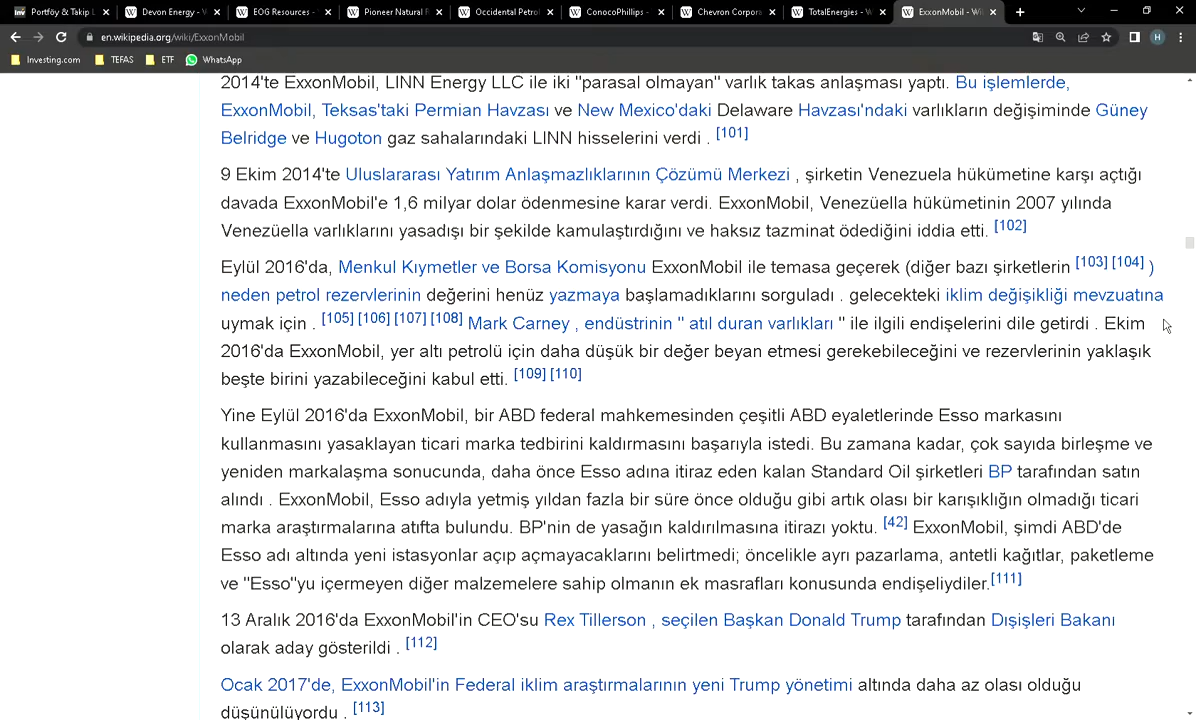 Portföy & Takip L
Devon Energy - W
EOG Resources -
Pioneer Natural R
Occidental Petrol
ConocoPhillips -
Chevron Corpora
TotalEnergies - W
ExxonMobil - Wi
en.wikipedia.org/wiki/ExxonMobil
H
Investing.com TEFAS ETF WhatsApp
2014'te ExxonMobil, LINN Energy LLC ile iki "parasal olmayan" varlık takas anlaşması yaptı. Bu işlemlerde,
ExxonMobil, Teksas'taki Permian Havzası ve New Mexico'daki Delaware Havzası'ndaki varlıkların değişiminde Güney
Belridge ve Hugoton gaz sahalarındaki LINN hisselerini verdi . [101]
9 Ekim 2014'te Uluslararası Yatırım Anlaşmazlıklarının Çözümü Merkezi , şirketin Venezuela hükümetine karşı açtığı
davada ExxonMobil'e 1,6 milyar dolar ödenmesine karar verdi. ExxonMobil, Venezüella hükümetinin 2007 yılında
Venezüella varlıklarını yasadışı bir şekilde kamulaştırdığını ve haksız tazminat ödediğini iddia etti. [102]
Eylül 2016'da, Menkul Kıymetler ve Borsa Komisyonu ExxonMobil ile temasa geçerek (diğer bazı şirketlerin [103] [104] )
neden petrol rezervlerinin değerini henüz yazmaya başlamadıklarını sorguladı . gelecekteki iklim değişikliği mevzuatına
uymak için . [105] [106] [107] [108] Mark Carney , endüstrinin " atıl duran varlıkları " ile ilgili endişelerini dile getirdi . Ekim
2016'da ExxonMobil, yer altı petrolü için daha düşük bir değer beyan etmesi gerekebileceğini ve rezervlerinin yaklaşık
beşte birini yazabileceğini kabul etti. [109] [110]
Yine Eylül 2016'da ExxonMobil, bir ABD federal mahkemesinden çeşitli ABD eyaletlerinde Esso markasını
kullanmasını yasaklayan ticari marka tedbirini kaldırmasını başarıyla istedi. Bu zamana kadar, çok sayıda birleşme ve
yeniden markalaşma sonucunda, daha önce Esso adına itiraz eden kalan Standard Oil şirketleri BP tarafından satın
alındı . ExxonMobil, Esso adıyla yetmiş yıldan fazla bir süre önce olduğu gibi artık olası bir karışıklığın olmadığı ticari
marka araştırmalarına atıfta bulundu. BP'nin de yasağın kaldırılmasına itirazı yoktu. [42] ExxonMobil, şimdi ABD'de
Esso adı altında yeni istasyonlar açıp açmayacaklarını belirtmedi; öncelikle ayrı pazarlama, antetli kağıtlar, paketleme
ve "Esso"yu içermeyen diğer malzemelere sahip olmanın ek masrafları konusunda endişeliydiler.[111]
13 Aralık 2016'da ExxonMobil'in CEO'su Rex Tillerson , seçilen Başkan Donald Trump tarafından Dışişleri Bakanı
olarak aday gösterildi . [112]
Ocak 2017'de, ExxonMobil'in Federal iklim araştırmalarının yeni Trump yönetimi altında daha az olası olduğu
düşünülüyordu . [113]